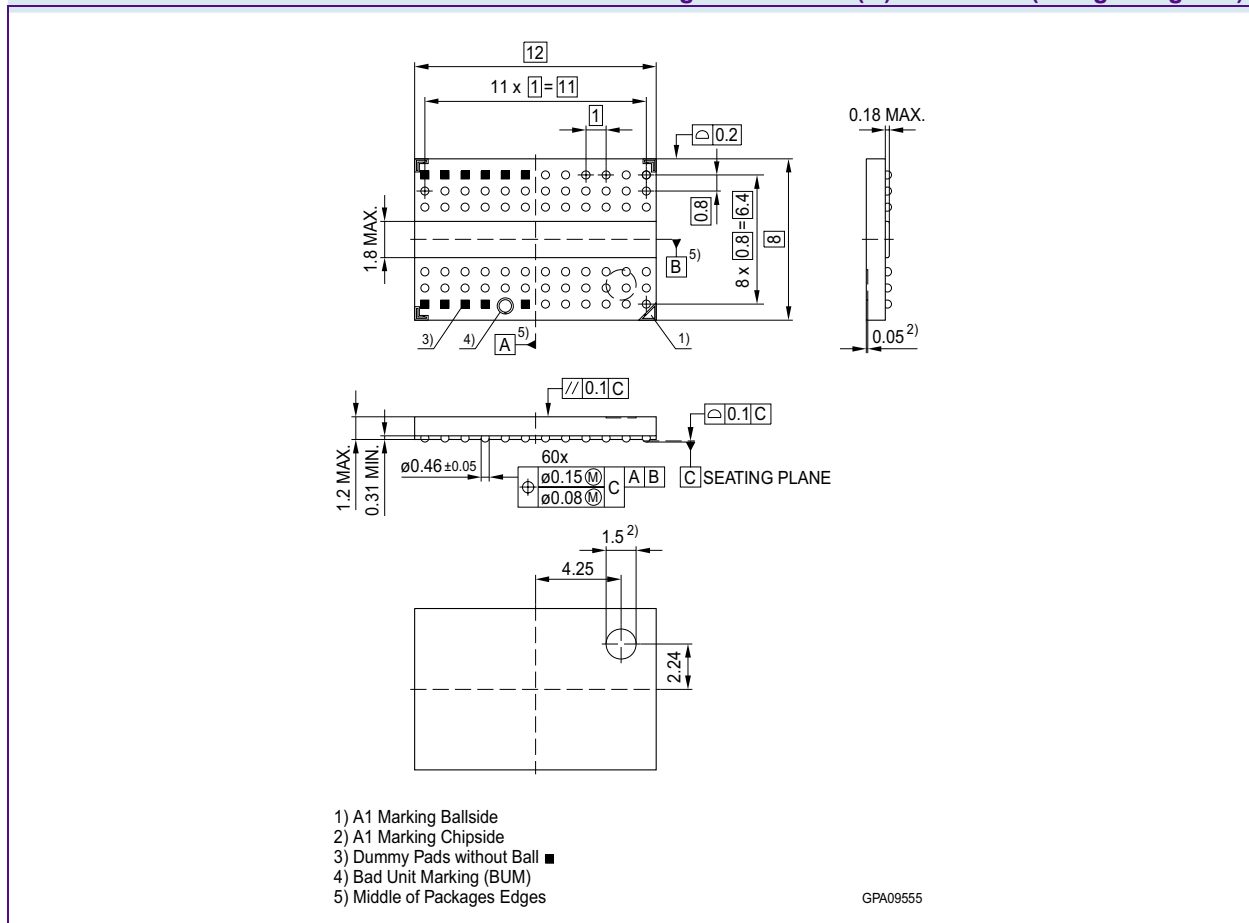 12
11 x 1 = 11
1
0.18 MAX.
0.2
1.8 MAX.
0.8
8 x 0.8 = 6.4
8
B 5)
3)
4)
A 5)
1)
0.05 2)
// 0.1 C
0.1 C
1.2 MAX.
0.31 MIN.
ø0.46 ±0.05
60x
ø0.15 Ⓜ C A B
ø0.08 Ⓜ
C SEATING PLANE
1.5 2)
4.25
2.24
1) A1 Marking Ballside
2) A1 Marking Chipside
3) Dummy Pads without Ball ■
4) Bad Unit Marking (BUM)
5) Middle of Packages Edges
GPA09555